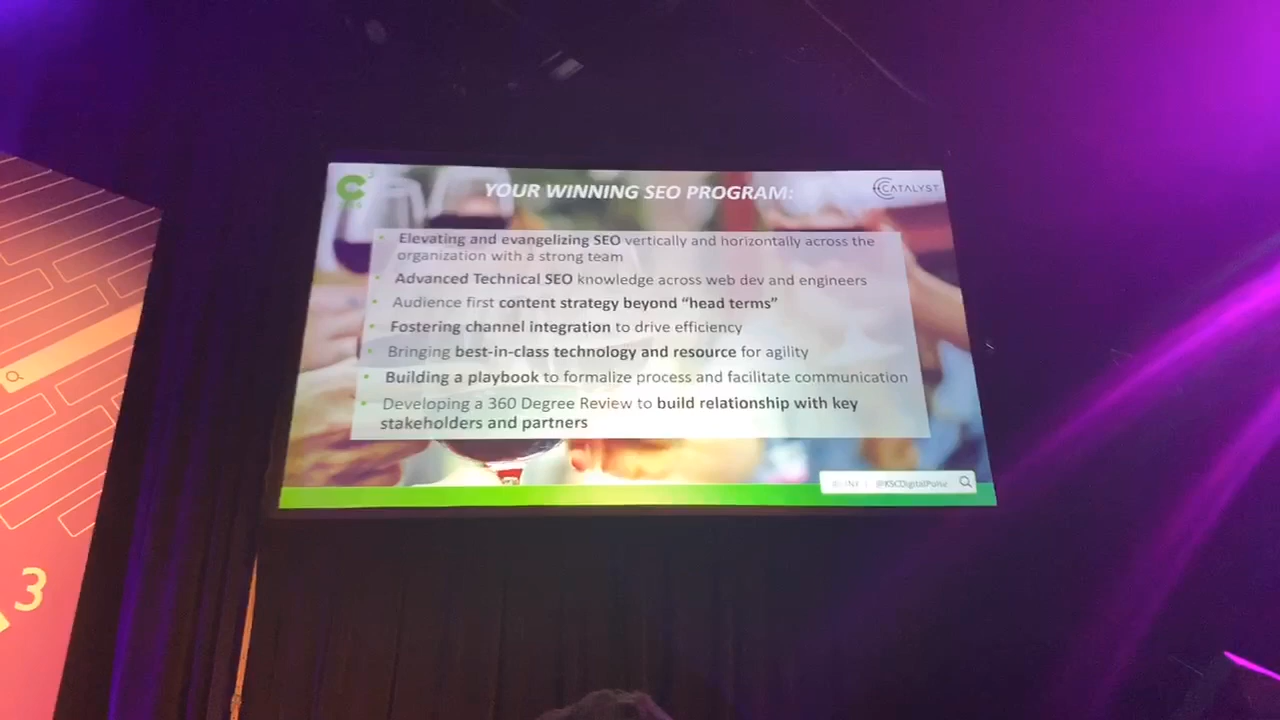 YOUR WINNING SEO PROGRAM:
CATALYST
Elevating and evangelizing SEO vertically and horizontally across the
organization with a strong team
Advanced Technical SEO knowledge across web dev and engineers
Audience first content strategy beyond “head terms”
Fostering channel integration to drive efficiency
Bringing best-in-class technology and resource for agility
Building a playbook to formalize process and facilitate communication
Developing a 360 Degree Review to build relationship with key
stakeholders and partners
@KSCDigitalPulse
3